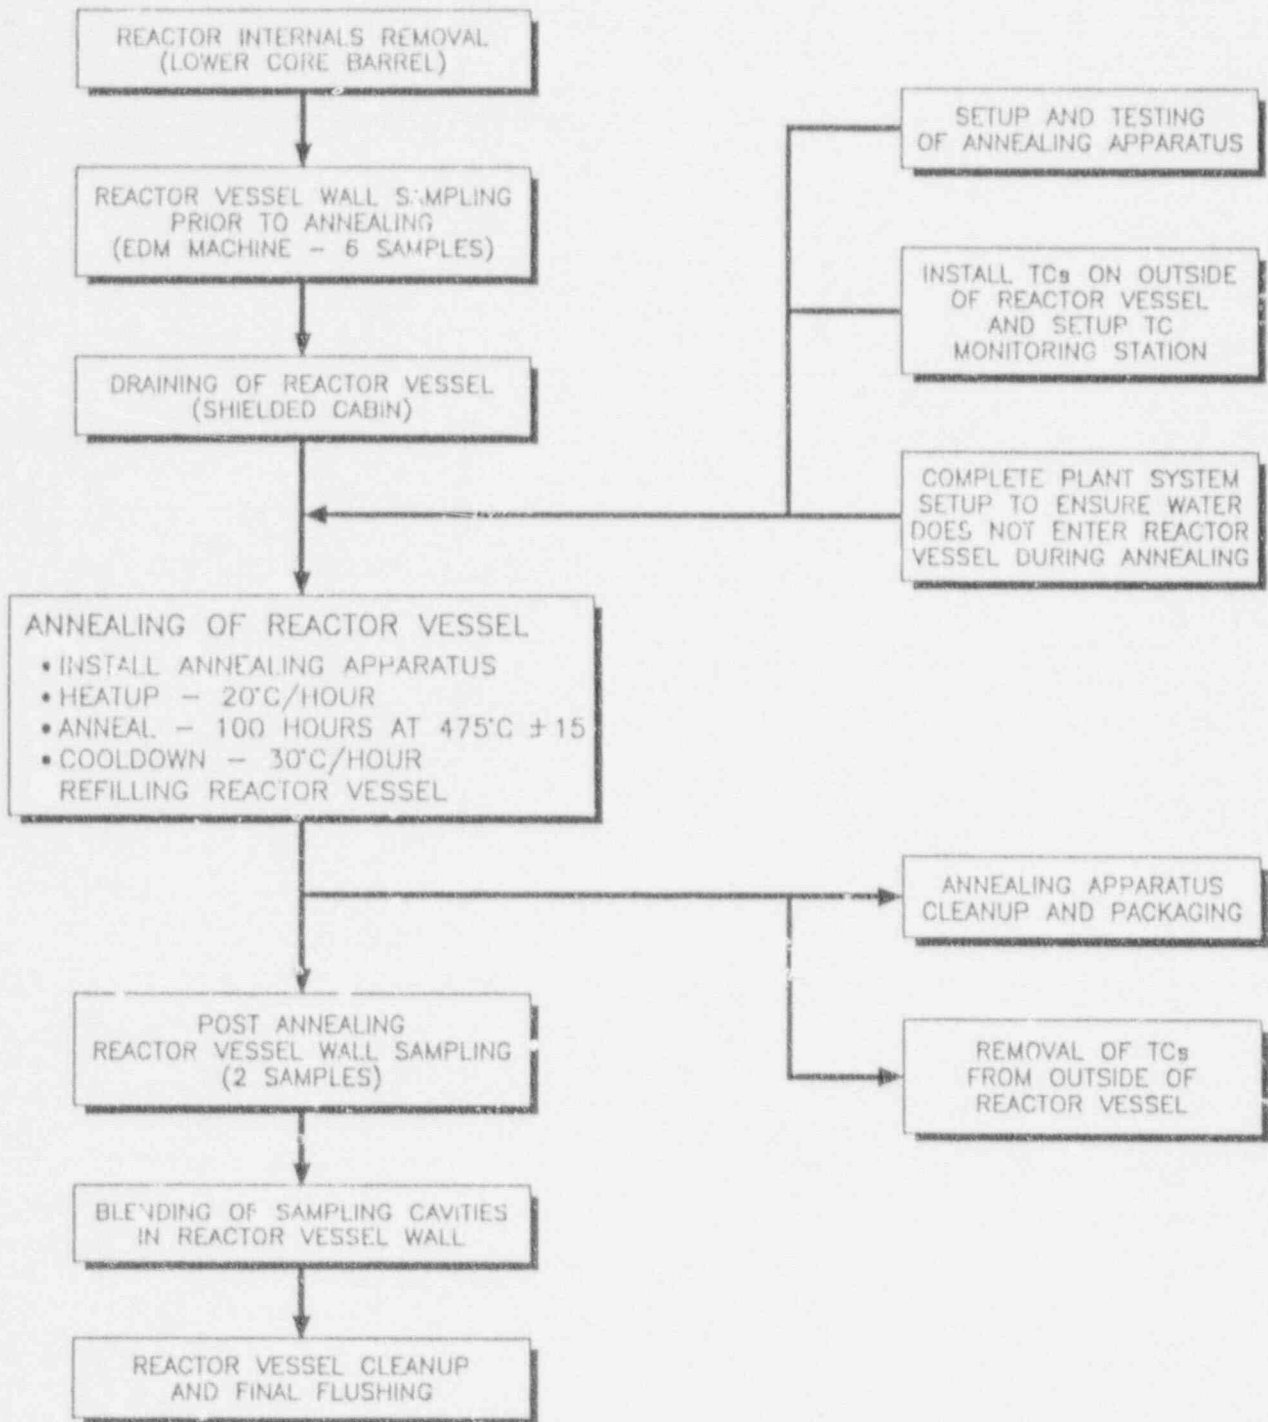 REACTOR INTERNALS REMOVAL
(LOWER CORE BARREL)
REACTOR VESSEL WALL SAMPLING
PRIOR TO ANNEALING
(EDM MACHINE - 6 SAMPLES)
DRAINING OF REACTOR VESSEL
(SHIELDED CABIN)
SETUP AND TESTING
OF ANNEALING APPARATUS
INSTALL TCs ON OUTSIDE
OF REACTOR VESSEL
AND SETUP TC
MONITORING STATION
COMPLETE PLANT SYSTEM
SETUP TO ENSURE WATER
DOES NOT ENTER REACTOR
VESSEL DURING ANNEALING
ANNEALING OF REACTOR VESSEL
• INSTALL ANNEALING APPARATUS
• HEATUP - 20°C/HOUR
• ANNEAL - 100 HOURS AT 475°C ±15
• COOLDOWN - 30°C/HOUR
REFILLING REACTOR VESSEL
ANNEALING APPARATUS
CLEANUP AND PACKAGING
REMOVAL OF TCs
FROM OUTSIDE OF
REACTOR VESSEL
POST ANNEALING
REACTOR VESSEL WALL SAMPLING
(2 SAMPLES)
BLENDING OF SAMPLING CAVITIES
IN REACTOR VESSEL WALL
REACTOR VESSEL CLEANUP
AND FINAL FLUSHING